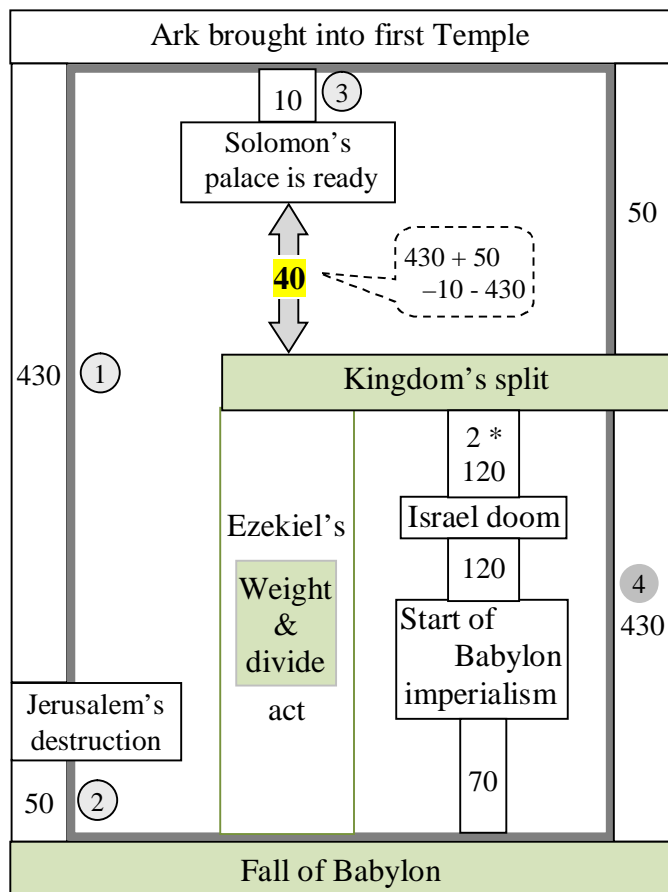 Ark brought into first Temple
10
3
Solomon’s
palace is ready
50
40
430 + 50
–10 - 430
430
1
Kingdom’s split
2 *
120
Israel doom
Ezekiel’s
120
Weight
&
divide
act
Start of
Babylon
imperialism
4
430
Jerusalem’s
destruction
50
2
70
Fall of Babylon